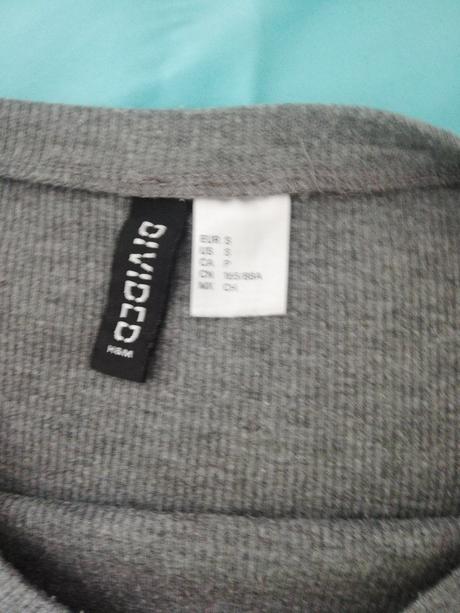 DIVIDED
H&M
EUR S
US S
CA P
CN 165/88A
MX CH